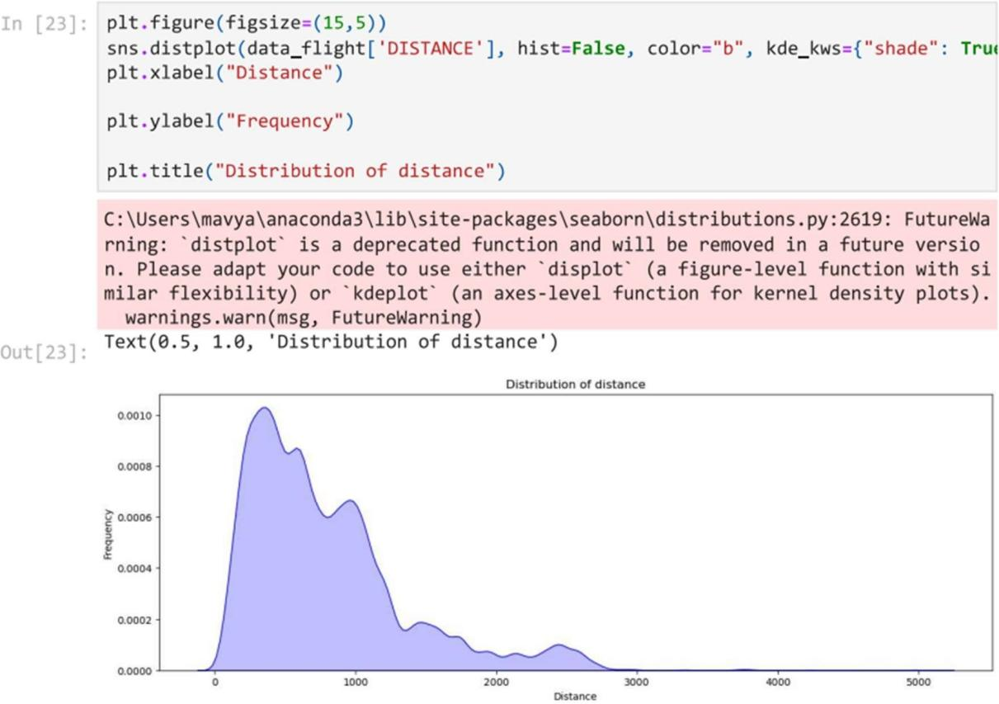 In [23]:
plt.figure(figsize=(15,5))
sns.distplot(data_flight['DISTANCE'], hist=False, color="b", kde_kws={"shade": True
plt.xlabel("Distance")
plt.ylabel("Frequency")
plt.title("Distribution of distance")
C:\Users\mavya\anaconda3\lib\site-packages\seaborn\distributions.py:2619: FutureWa
rning: `distplot` is a deprecated function and will be removed in a future versio
n. Please adapt your code to use either `displot` (a figure-level function with si
milar flexibility) or `kdeplot` (an axes-level function for kernel density plots).
warnings.warn(msg, FutureWarning)
Out[23]:
Text(0.5, 1.0, 'Distribution of distance')
Distribution of distance
0.0010
0.0008
0.0006
0.0004
0.0002
0.0000
Frequency
0 1000 2000 3000 4000 5000
Distance